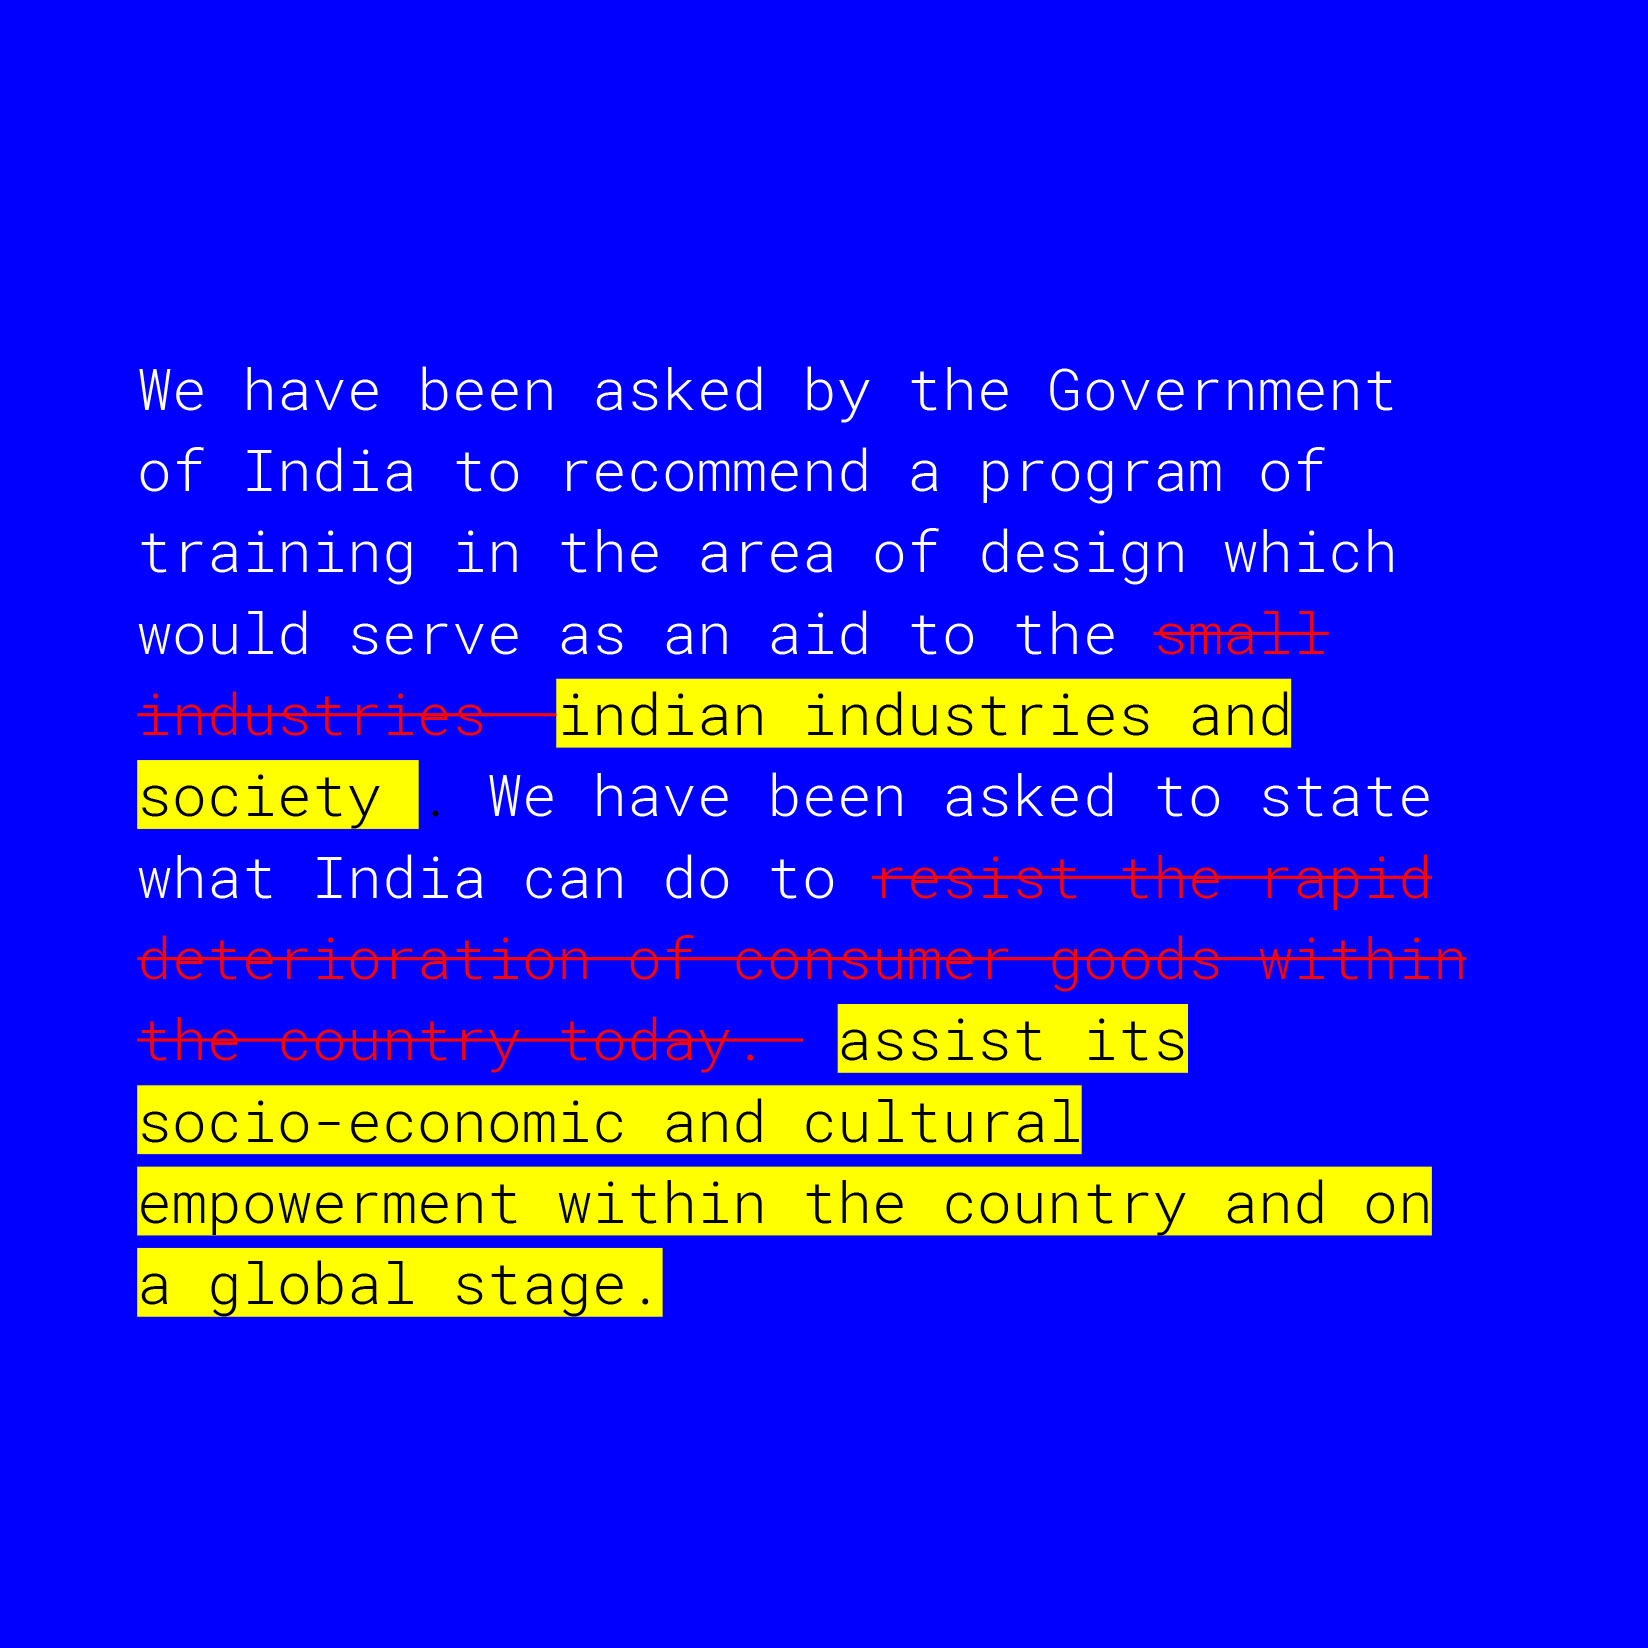 We have been asked by the Government
of India to recommend a program of
training in the area of design which
would serve as an aid to the small
industries indian industries and
society . We have been asked to state
what India can do to resist the rapid
deterioration of consumer goods within
the country today. assist its
socio-economic and cultural
empowerment within the country and on
a global stage.